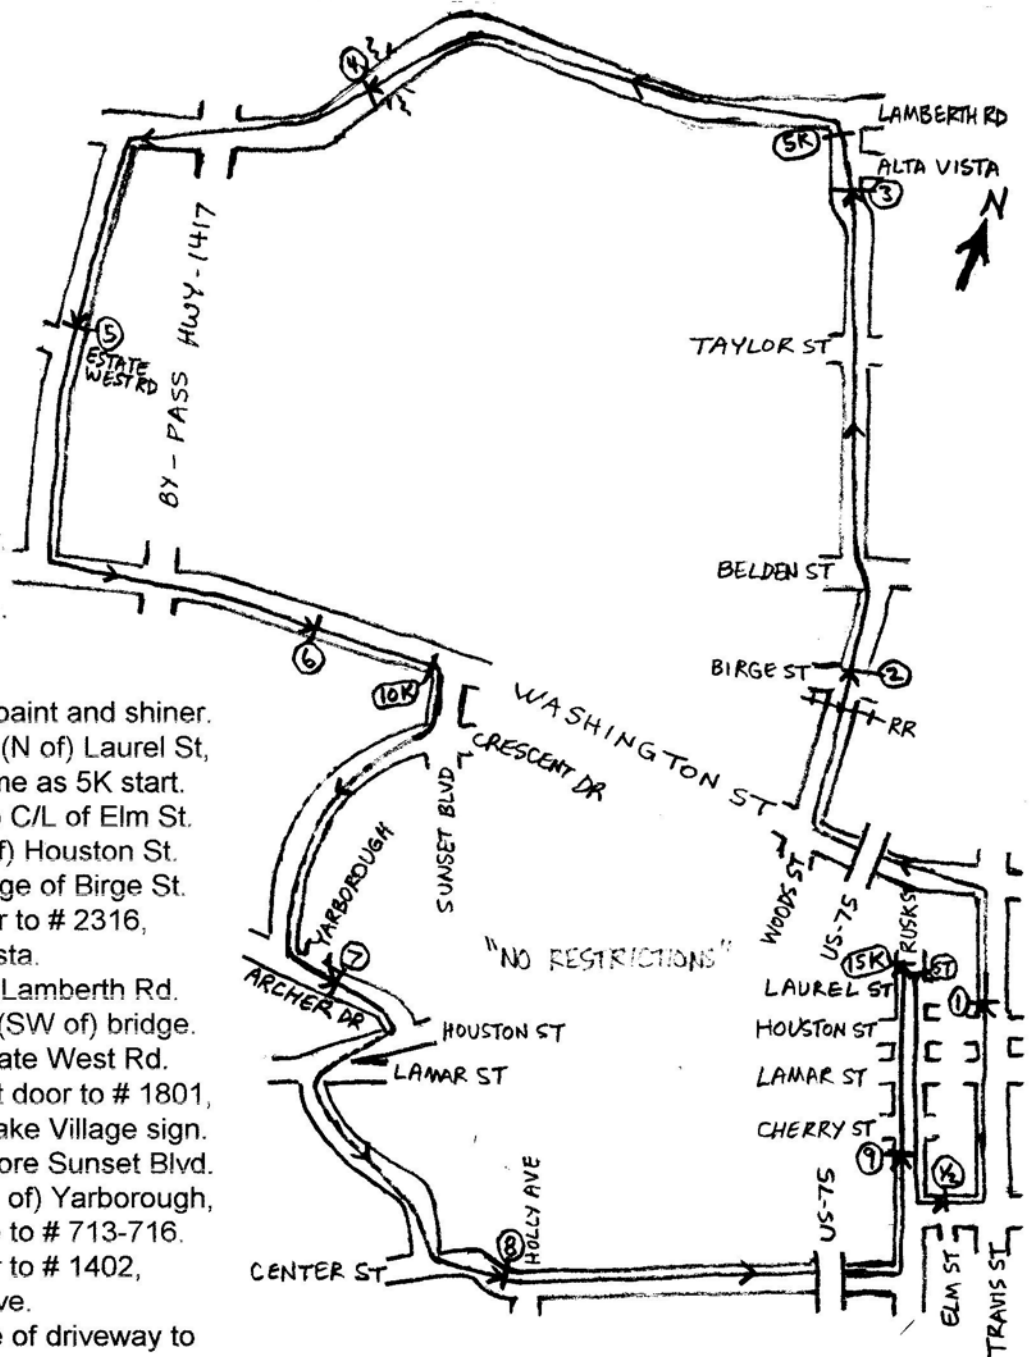 4
LAMBERTH RD
5K
ALTA VISTA
3
N
BY-PASS HWY-1417
5
ESTATE
WEST RD
TAYLOR ST
BELDEN ST
BIRGE ST
2
RR
6
10K
WASHINGTON ST
CRESCENT DR
SUNSET BLVD
YARBOROUGH
WOODS ST
US-75
RUSK ST
"NO RESTRICTIONS"
7
ARCHER DR
15K
ST
LAUREL ST
1
HOUSTON ST
HOUSTON ST
LAMAR ST
LAMAR ST
CHERRY ST
9
1/2
HOLLY AVE
8
US-75
CENTER ST
ELM ST
TRAVIS ST
paint and shiner.
(N of) Laurel St,
me as 5K start.
C/L of Elm St.
f) Houston St.
ge of Birge St.
r to # 2316,
sta.
Lamberth Rd.
(SW of) bridge.
ate West Rd.
t door to # 1801,
ake Village sign.
ore Sunset Blvd.
of) Yarborough,
to # 713-716.
r to # 1402,
ve.
e of driveway to